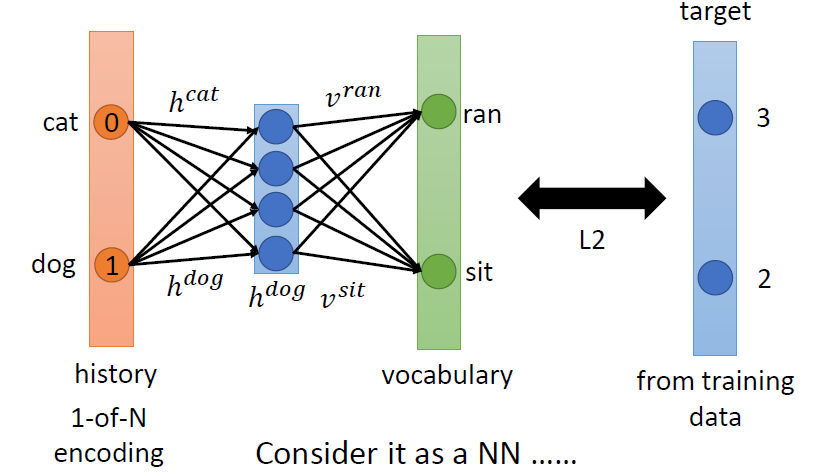 target
h^cat
v^ran
cat
0
ran
3
L2
dog
1
sit
2
h^dog
h^dog
v^sit
history
vocabulary
from training
data
1-of-N
encoding
Consider it as a NN ……